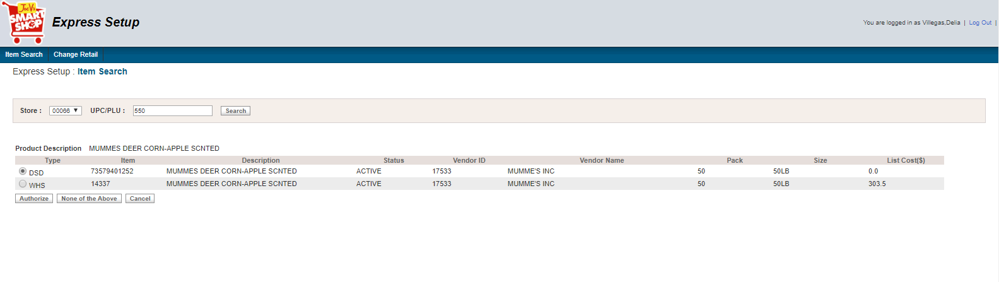 Joe V's
SMART
SHOP
Express Setup
You are logged in as Villegas,Delia | Log Out |
Item Search Change Retail
Express Setup : Item Search
Store : 00066 UPC/PLU : 550 Search
Product Description MUMMES DEER CORN-APPLE SCNTED
Type Item Description Status Vendor ID Vendor Name Pack Size List Cost($)
DSD 73579401252 MUMMES DEER CORN-APPLE SCNTED ACTIVE 17533 MUMME'S INC 50 50LB 0.0
WHS 14337 MUMMES DEER CORN-APPLE SCNTED ACTIVE 17533 MUMME'S INC 50 50LB 303.5
Authorize None of the Above Cancel